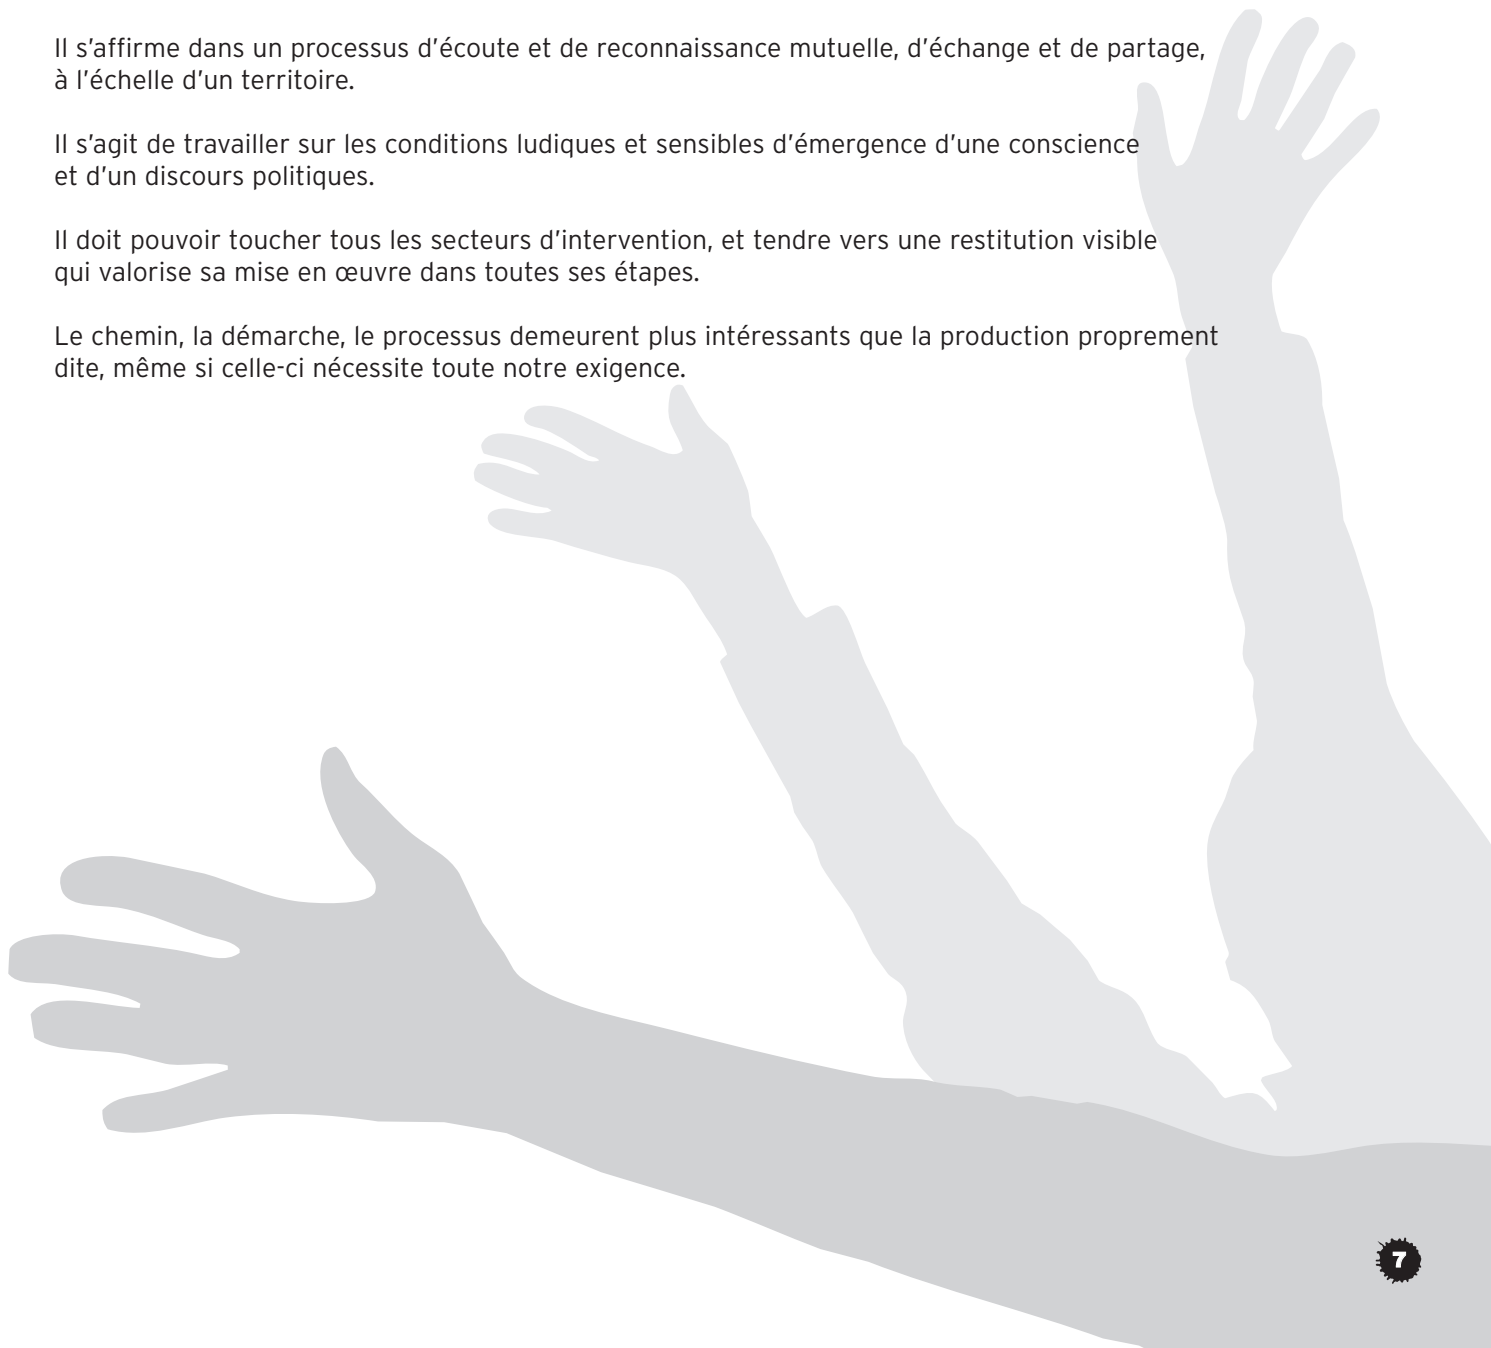 Il s’affirme dans un processus d’écoute et de reconnaissance mutuelle, d’échange et de partage,
à l’échelle d’un territoire.
Il s’agit de travailler sur les conditions ludiques et sensibles d’émergence d’une conscience
et d’un discours politiques.
Il doit pouvoir toucher tous les secteurs d’intervention, et tendre vers une restitution visible
qui valorise sa mise en œuvre dans toutes ses étapes.
Le chemin, la démarche, le processus demeurent plus intéressants que la production proprement
dite, même si celle-ci nécessite toute notre exigence.
7